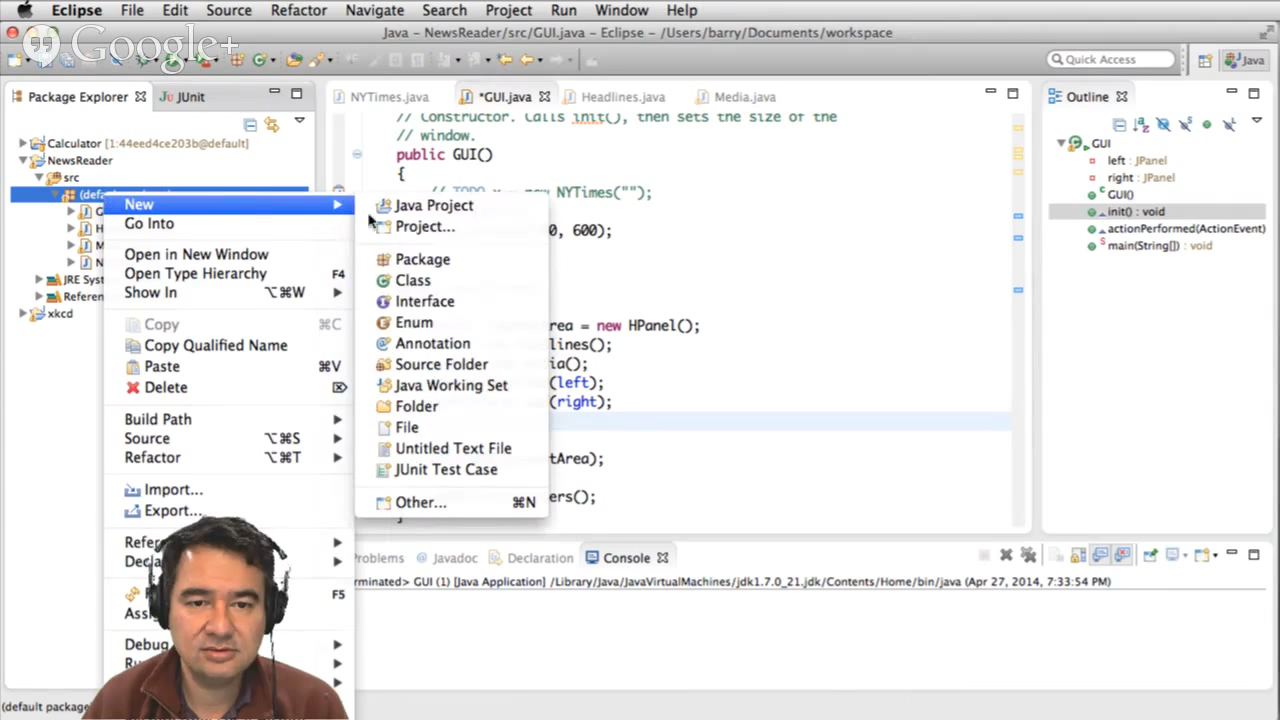 Eclipse File Edit Source Refactor Navigate Search Project Run Window Help
Java – NewsReader/src/GUI.java – Eclipse – /Users/barry/Documents/workspace
Google+
Quick Access
Java
Package Explorer
JUnit
NYTimes.java
*GUI.java
Headlines.java
Media.java
Outline
Calculator [1:44eed4ce203b@default]
NewsReader
src
(def
G
H
M
N
JRE Sys
Referen
xkcd
New
Go Into
Open in New Window
Open Type Hierarchy F4
Show In ⌥⌘W
Copy ⌘C
Copy Qualified Name
Paste ⌘V
Delete ⌦
Build Path
Source ⌥⌘S
Refactor ⌥⌘T
Import...
Export...
Refere
Decla
F5
Assi
Debug
Java Project
Project...
Package
Class
Interface
Enum
Annotation
Source Folder
Java Working Set
Folder
File
Untitled Text File
JUnit Test Case
Other... ⌘N
// Constructor. Calls init(), then sets the size of the
// window.
public GUI()
{
new NYTimes("");
0, 600);
rea = new HPanel();
lines();
ia();
(left);
(right);
tArea);
ers();
}
GUI
left : JPanel
right : JPanel
GUI()
init() : void
actionPerformed(ActionEvent)
main(String[]) : void
Problems
Javadoc
Declaration
Console
minated> GUI (1) [Java Application] /Library/Java/JavaVirtualMachines/jdk1.7.0_21.jdk/Contents/Home/bin/java (Apr 27, 2014, 7:33:54 PM)
(default package